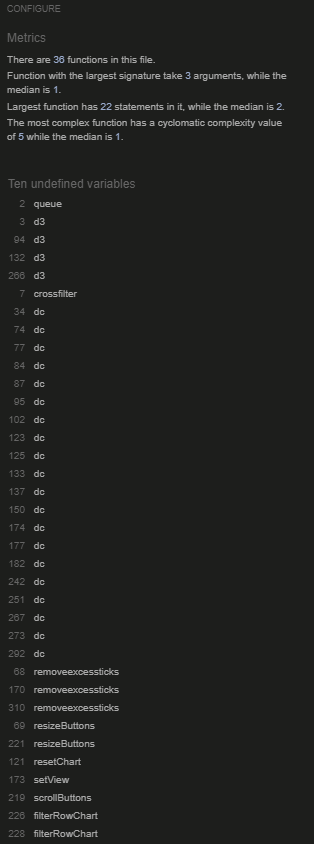 CONFIGURE
Metrics
There are 36 functions in this file.
Function with the largest signature take 3 arguments, while the
median is 1.
Largest function has 22 statements in it, while the median is 2.
The most complex function has a cyclomatic complexity value
of 5 while the median is 1.
Ten undefined variables
2 queue
3 d3
94 d3
132 d3
266 d3
7 crossfilter
34 dc
74 dc
77 dc
84 dc
87 dc
95 dc
102 dc
123 dc
125 dc
133 dc
137 dc
150 dc
174 dc
177 dc
182 dc
242 dc
251 dc
267 dc
273 dc
292 dc
68 removeexcessticks
170 removeexcessticks
310 removeexcessticks
69 resizeButtons
221 resizeButtons
121 resetChart
173 setView
219 scrollButtons
226 filterRowChart
228 filterRowChart